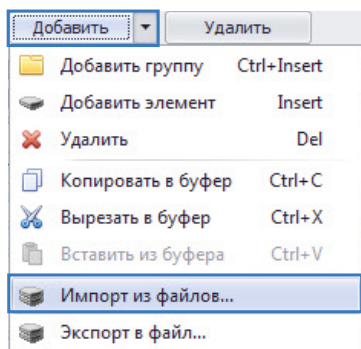 Добавить Удалить
Добавить группу Ctrl+Insert
Добавить элемент Insert
Удалить Del
Копировать в буфер Ctrl+C
Вырезать в буфер Ctrl+X
Вставить из буфера Ctrl+V
Импорт из файлов...
Экспорт в файл...